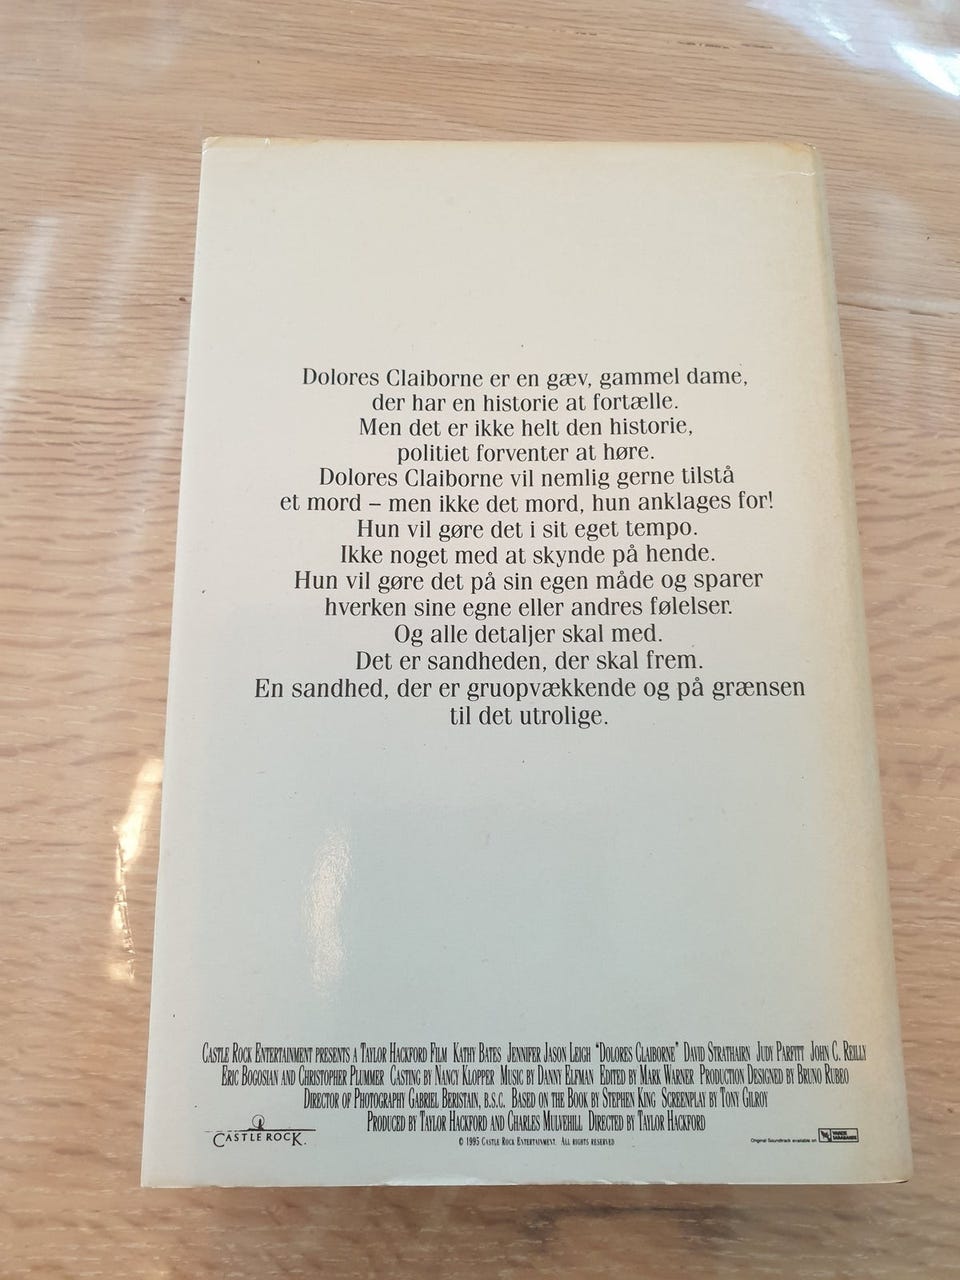 Dolores Claiborne er en gæv, gammel dame,
der har en historie at fortælle.
Men det er ikke helt den historie,
politiet forventer at høre.
Dolores Claiborne vil nemlig gerne tilstå
et mord – men ikke det mord, hun anklages for!
Hun vil gøre det i sit eget tempo.
Ikke noget med at skynde på hende.
Hun vil gøre det på sin egen måde og sparer
hverken sine egne eller andres følelser.
Og alle detaljer skal med.
Det er sandheden, der skal frem.
En sandhed, der er gruopvækkende og på grænsen
til det utrolige.
CASTLE ROCK ENTERTAINMENT PRESENTS A TAYLOR HACKFORD FILM KATHY BATES JENNIFER JASON LEIGH "DOLORES CLAIBORNE" DAVID STRATHAIRN JUDY PARFITT JOHN C. REILLY
ERIC BOGOSIAN AND CHRISTOPHER PLUMMER CASTING BY NANCY KLOPPER MUSIC BY DANNY ELFMAN EDITED BY MARK WARNER PRODUCTION DESIGNED BY BRUNO RUBEO
DIRECTOR OF PHOTOGRAPHY GABRIEL BERISTAIN, B.S.C. BASED ON THE BOOK BY STEPHEN KING SCREENPLAY BY TONY GILROY
PRODUCED BY TAYLOR HACKFORD AND CHARLES MULVEHILL DIRECTED BY TAYLOR HACKFORD
CASTLE ROCK.
© 1995 CASTLE ROCK ENTERTAINMENT. ALL RIGHTS RESERVED
Original Soundtrack available on VARÈSE SARABANDE